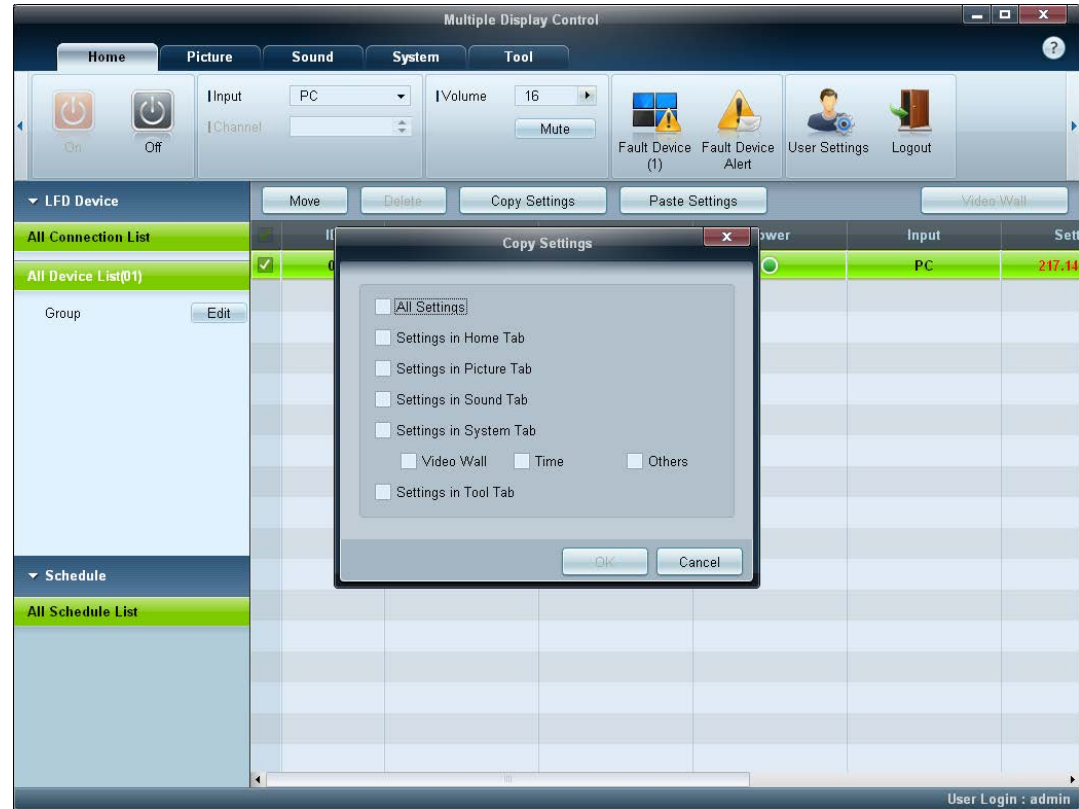 Multiple Display Control
Home Picture Sound System Tool
Input PC
Channel
Volume 16
Mute
On Off
Fault Device (1)
Fault Device Alert
User Settings
Logout
LFD Device
Move Delete Copy Settings Paste Settings Video Wall
All Connection List
Input
PC
217.14
All Device List(01)
Group Edit
Copy Settings
All Settings
Settings in Home Tab
Settings in Picture Tab
Settings in Sound Tab
Settings in System Tab
Video Wall Time Others
Settings in Tool Tab
OK Cancel
Schedule
All Schedule List
User Login : admin